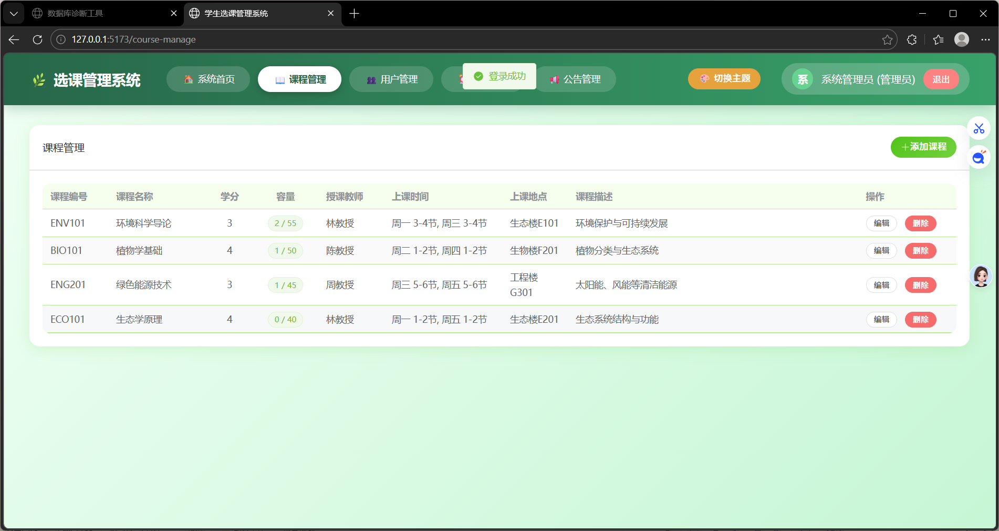 数据库诊断工具
学生选课管理系统
127.0.0.1:5173/course-manage
选课管理系统
系统首页
课程管理
用户管理
登录成功
公告管理
切换主题
系
系统管理员 (管理员)
退出
课程管理
添加课程
课程编号 课程名称 学分 容量 授课教师 上课时间 上课地点 课程描述 操作
ENV101 环境科学导论 3 2 / 55 林教授 周一 3-4节, 周三 3-4节 生态楼E101 环境保护与可持续发展 编辑 删除
BIO101 植物学基础 4 1 / 50 陈教授 周二 1-2节, 周四 1-2节 生物楼F201 植物分类与生态系统 编辑 删除
ENG201 绿色能源技术 3 1 / 45 周教授 周三 5-6节, 周五 5-6节 工程楼G301 太阳能、风能等清洁能源 编辑 删除
ECO101 生态学原理 4 0 / 40 林教授 周一 1-2节, 周五 1-2节 生态楼E201 生态系统结构与功能 编辑 删除